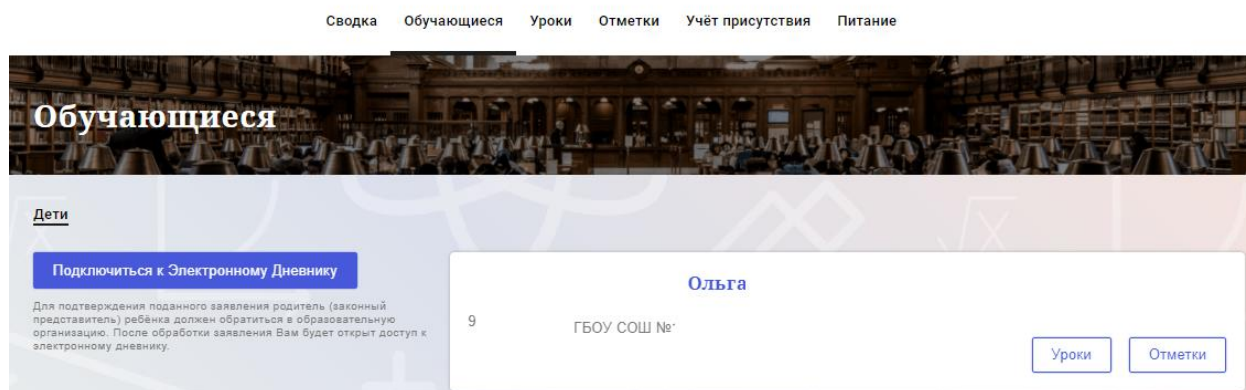 Сводка Обучающиеся Уроки Отметки Учёт присутствия Питание
Обучающиеся
Дети
Подключиться к Электронному Дневнику
Для подтверждения поданного заявления родитель (законный
представитель) ребёнка должен обратиться в образовательную
организацию. После обработки заявления Вам будет открыт доступ к
электронному дневнику.
Ольга
9
ГБОУ СОШ №
Уроки Отметки